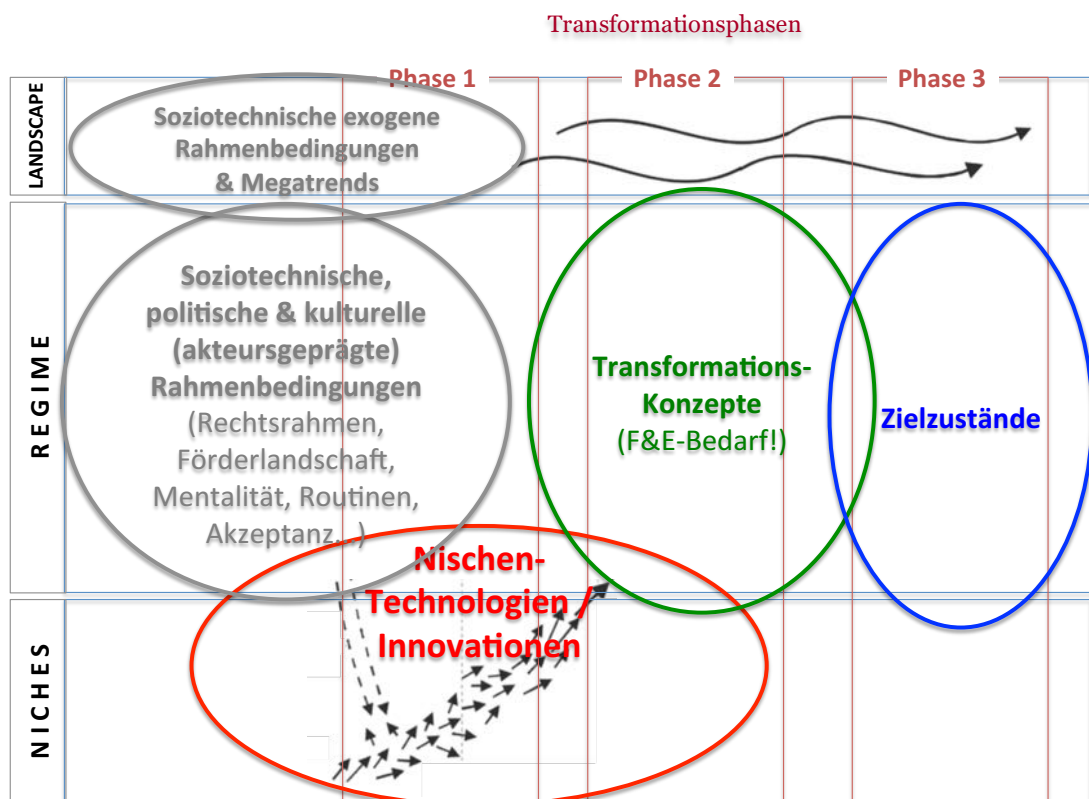 Transformationsphasen
Phase 1
Phase 2
Phase 3
LANDSCAPE
Soziotechnische exogene
Rahmenbedingungen
& Megatrends
REGIME
Soziotechnische,
politische & kulturelle
(akteursgeprägte)
Rahmenbedingungen
(Rechtsrahmen,
Förderlandschaft,
Mentalität, Routinen,
Akzeptanz...)
Transformations-
Konzepte
(F&E-Bedarf!)
Zielzustände
NICHES
Nischen-
Technologien /
Innovationen